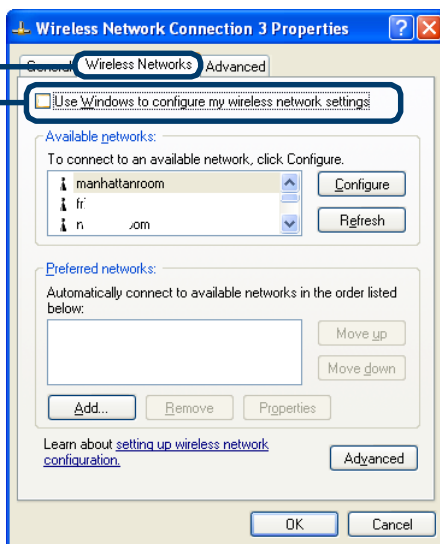 Wireless Network Connection 3 Properties
General Wireless Networks Advanced
Use Windows to configure my wireless network settings
Available networks:
To connect to an available network, click Configure.
manhattanroom
Configure
Refresh
Preferred networks:
Automatically connect to available networks in the order listed
below:
Move up
Move down
Add... Remove Properties
Learn about setting up wireless network
configuration.
Advanced
OK Cancel